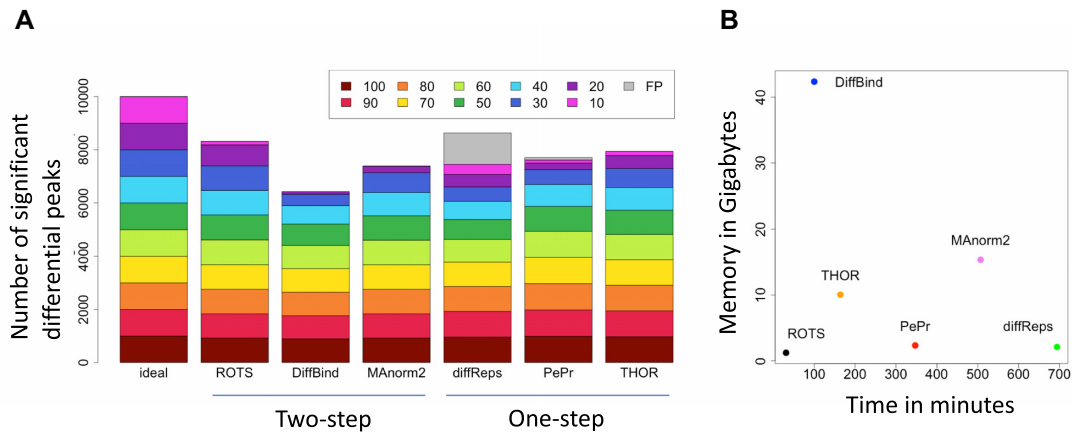 A
Number of significant
differential peaks
0
2000
4000
6000
8000
10000
100 80 60 40 20 FP
90 70 50 30 10
ideal ROTS DiffBind MAnorm2 diffReps PePr THOR
Two-step One-step
B
Memory in Gigabytes
40
30
20
10
0
DiffBind
MAnorm2
THOR
ROTS
PePr
diffReps
100 200 300 400 500 600 700
Time in minutes